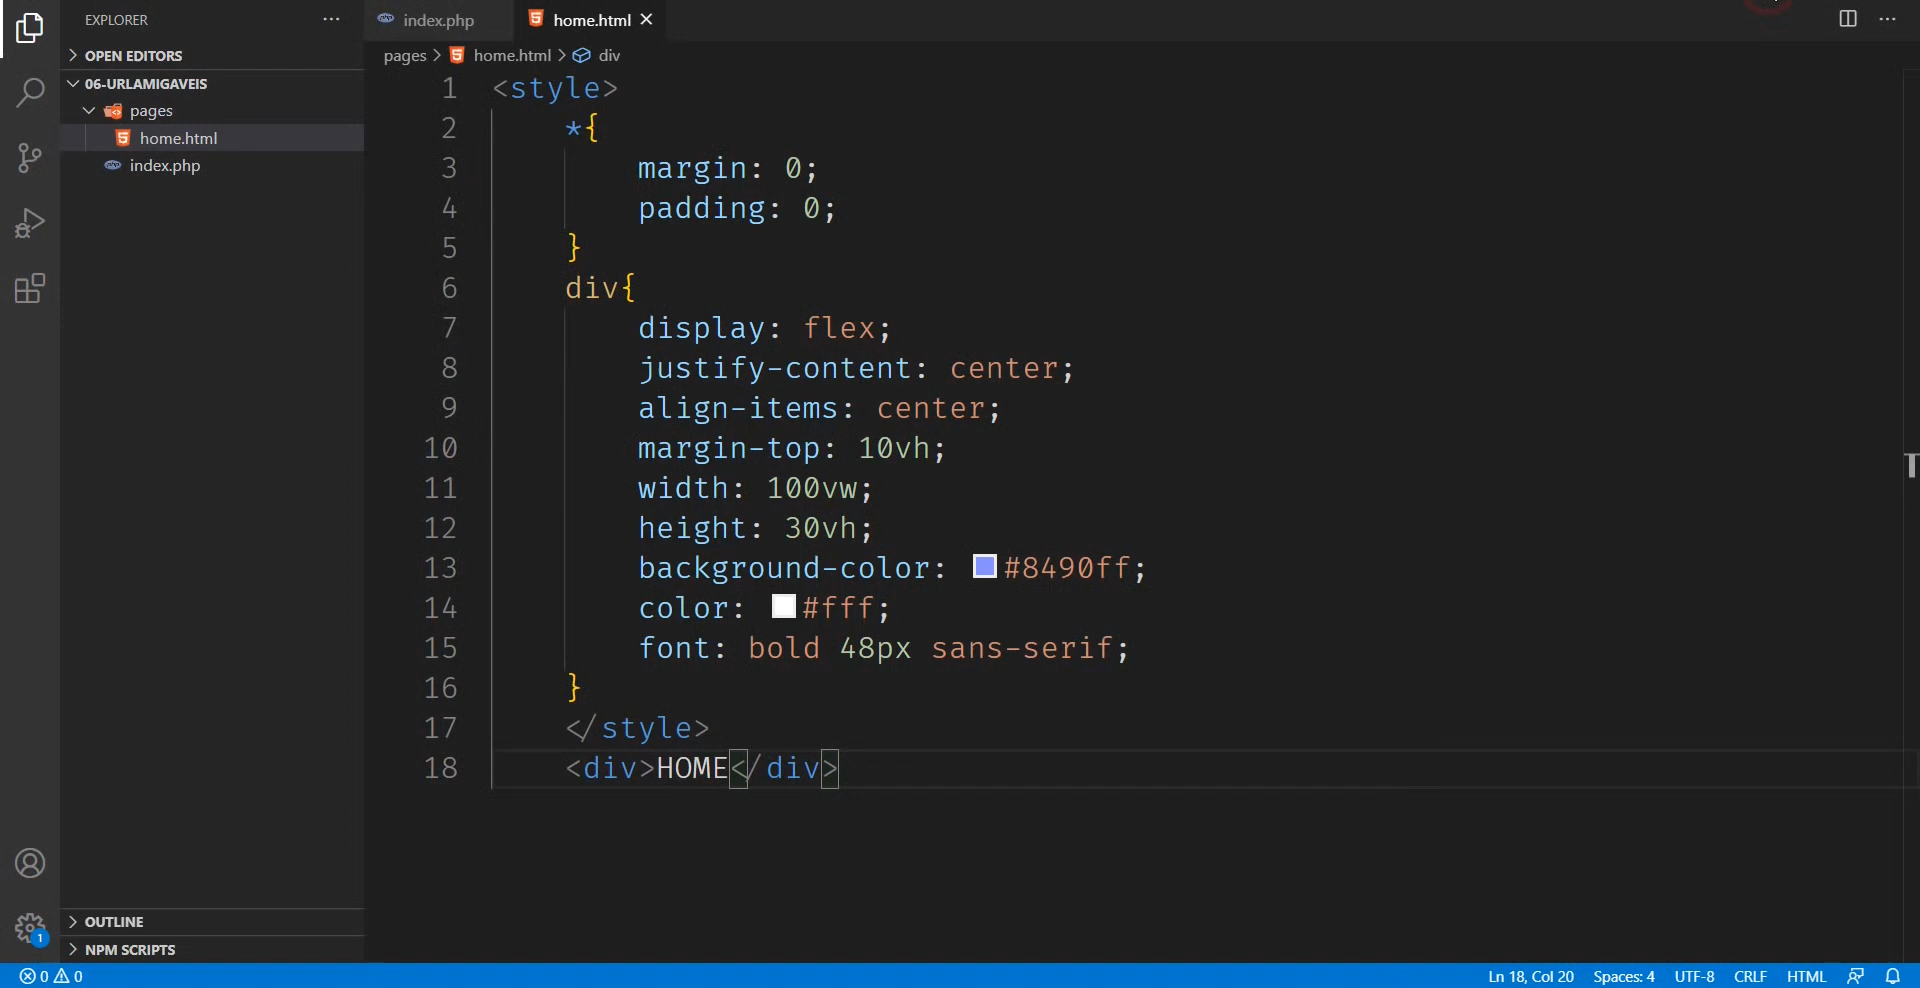 EXPLORER
index.php
home.html
OPEN EDITORS
pages > home.html > div
06-URLAMIGAVEIS
pages
home.html
index.php
1 <style>
2 *{
3 margin: 0;
4 padding: 0;
5 }
6 div{
7 display: flex;
8 justify-content: center;
9 align-items: center;
10 margin-top: 10vh;
11 width: 100vw;
12 height: 30vh;
13 background-color: #8490ff;
14 color: #fff;
15 font: bold 48px sans-serif;
16 }
17 </style>
18 <div>HOME</div>
OUTLINE
1
NPM SCRIPTS
0 0
Ln 18, Col 20 Spaces: 4 UTF-8 CRLF HTML